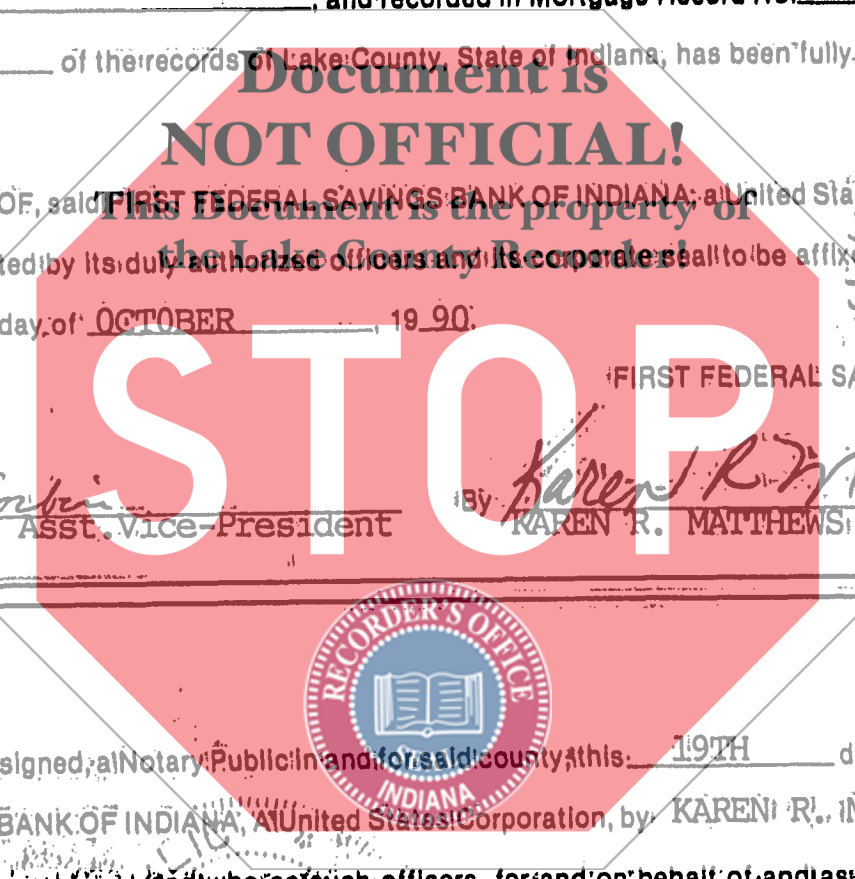 , and recorded in Mortgage Record No.
of the records of Lake County, State of Indiana, has been fully
Document is
NOT OFFICIAL!
OF, said FIRST FEDERAL SAVINGS BANK OF INDIANA, a United Sta
This Document is the property of
ted by its duly authorized officers and its corporate seal to be affixe
the Lake County Recorder!
day of OCTOBER, 19 90.
STOP
FIRST FEDERAL SA
By Karen R
Asst. Vice-President KAREN R. MATTHEWS
RECORDER'S OFFICE
SEAL
INDIANA
signed, a Notary Public in and for said county, this 19TH d
BANK OF INDIANA, A United States Corporation, by KAREN R.
officers, for and on behalf of and as